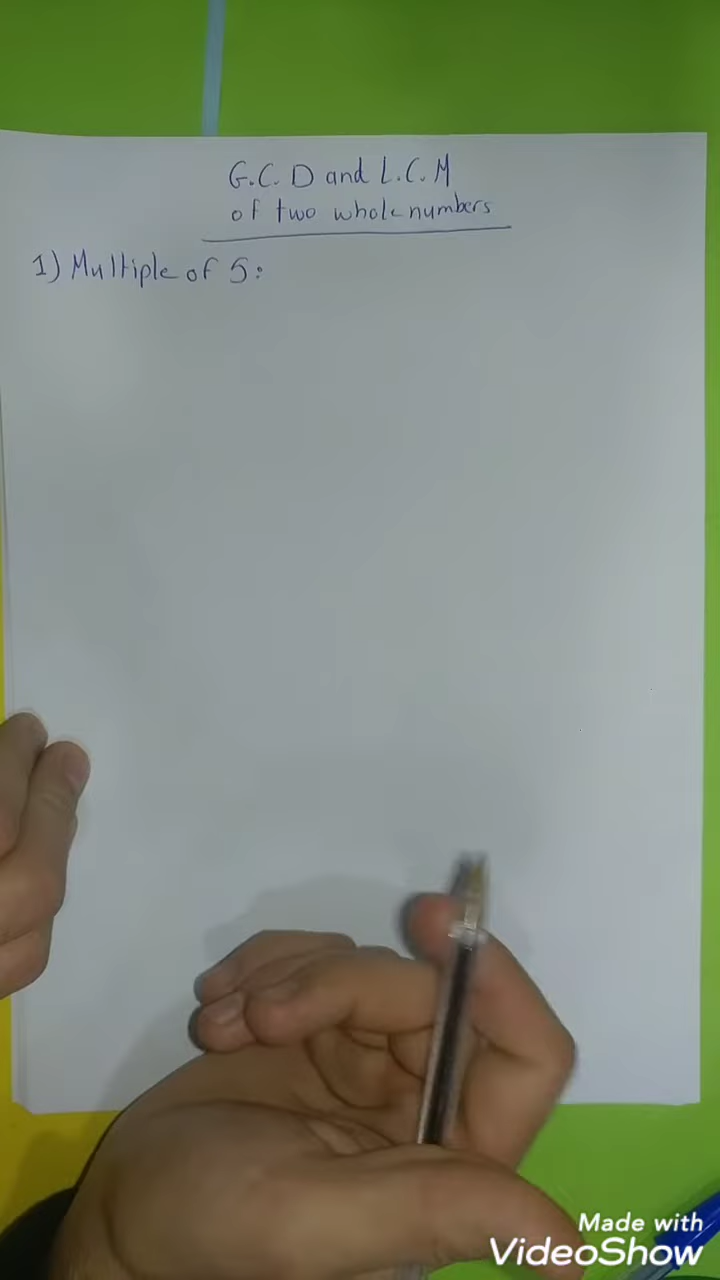 G.C.D and L.C.M
of two whole numbers
1) Multiple of 5:
Made with
VideoShow